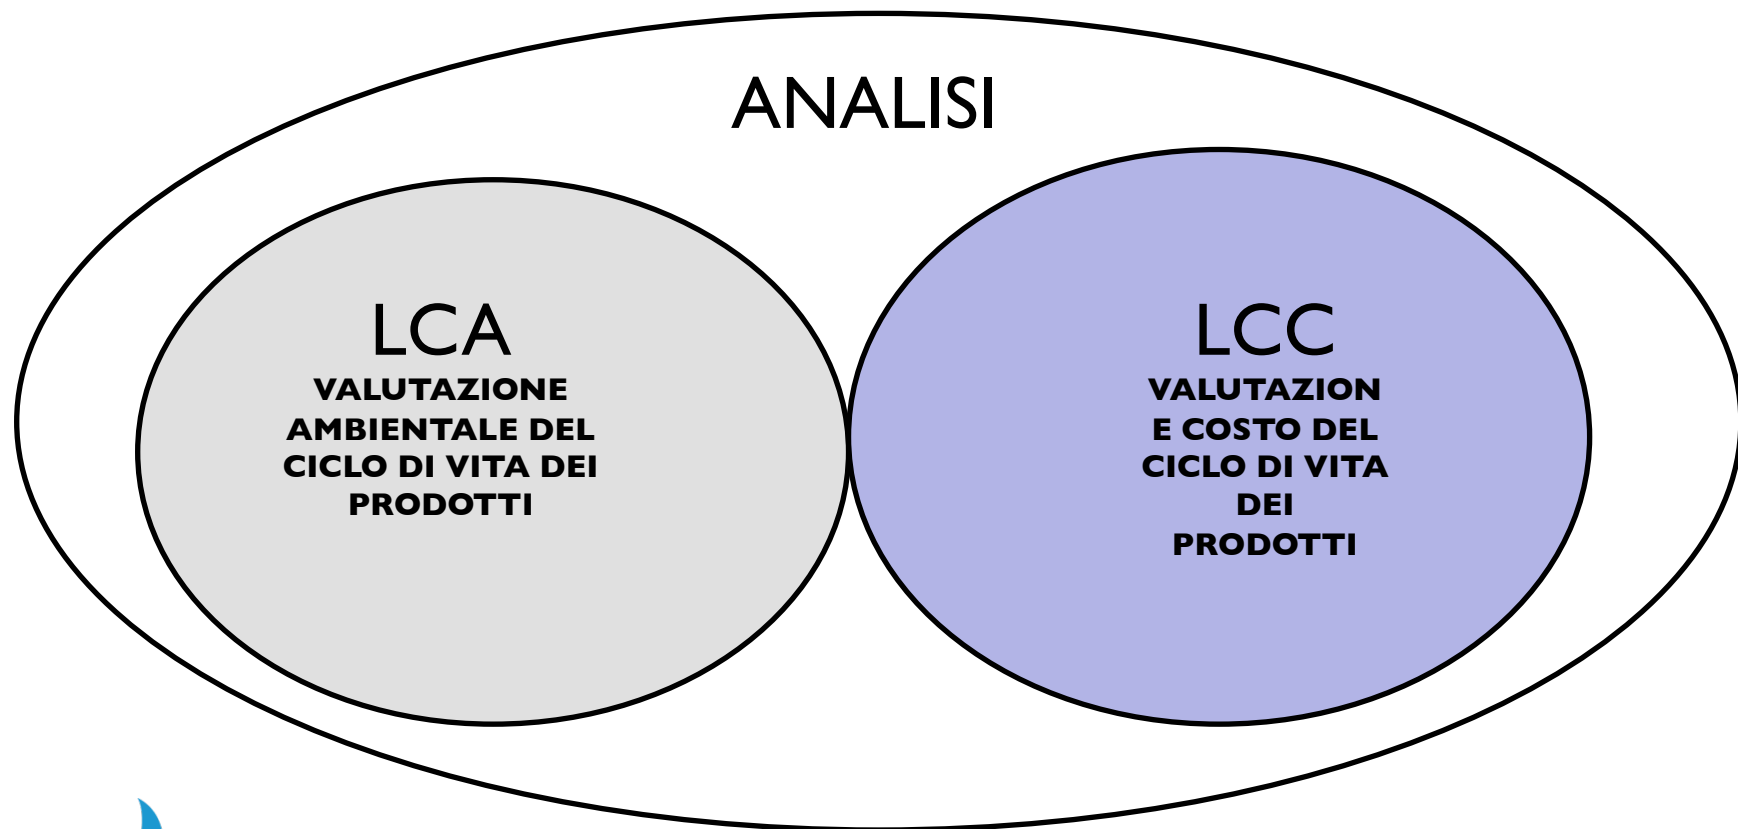 ANALISI
LCA
VALUTAZIONE
AMBIENTALE DEL
CICLO DI VITA DEI
PRODOTTI
LCC
VALUTAZION
E COSTO DEL
CICLO DI VITA
DEI
PRODOTTI